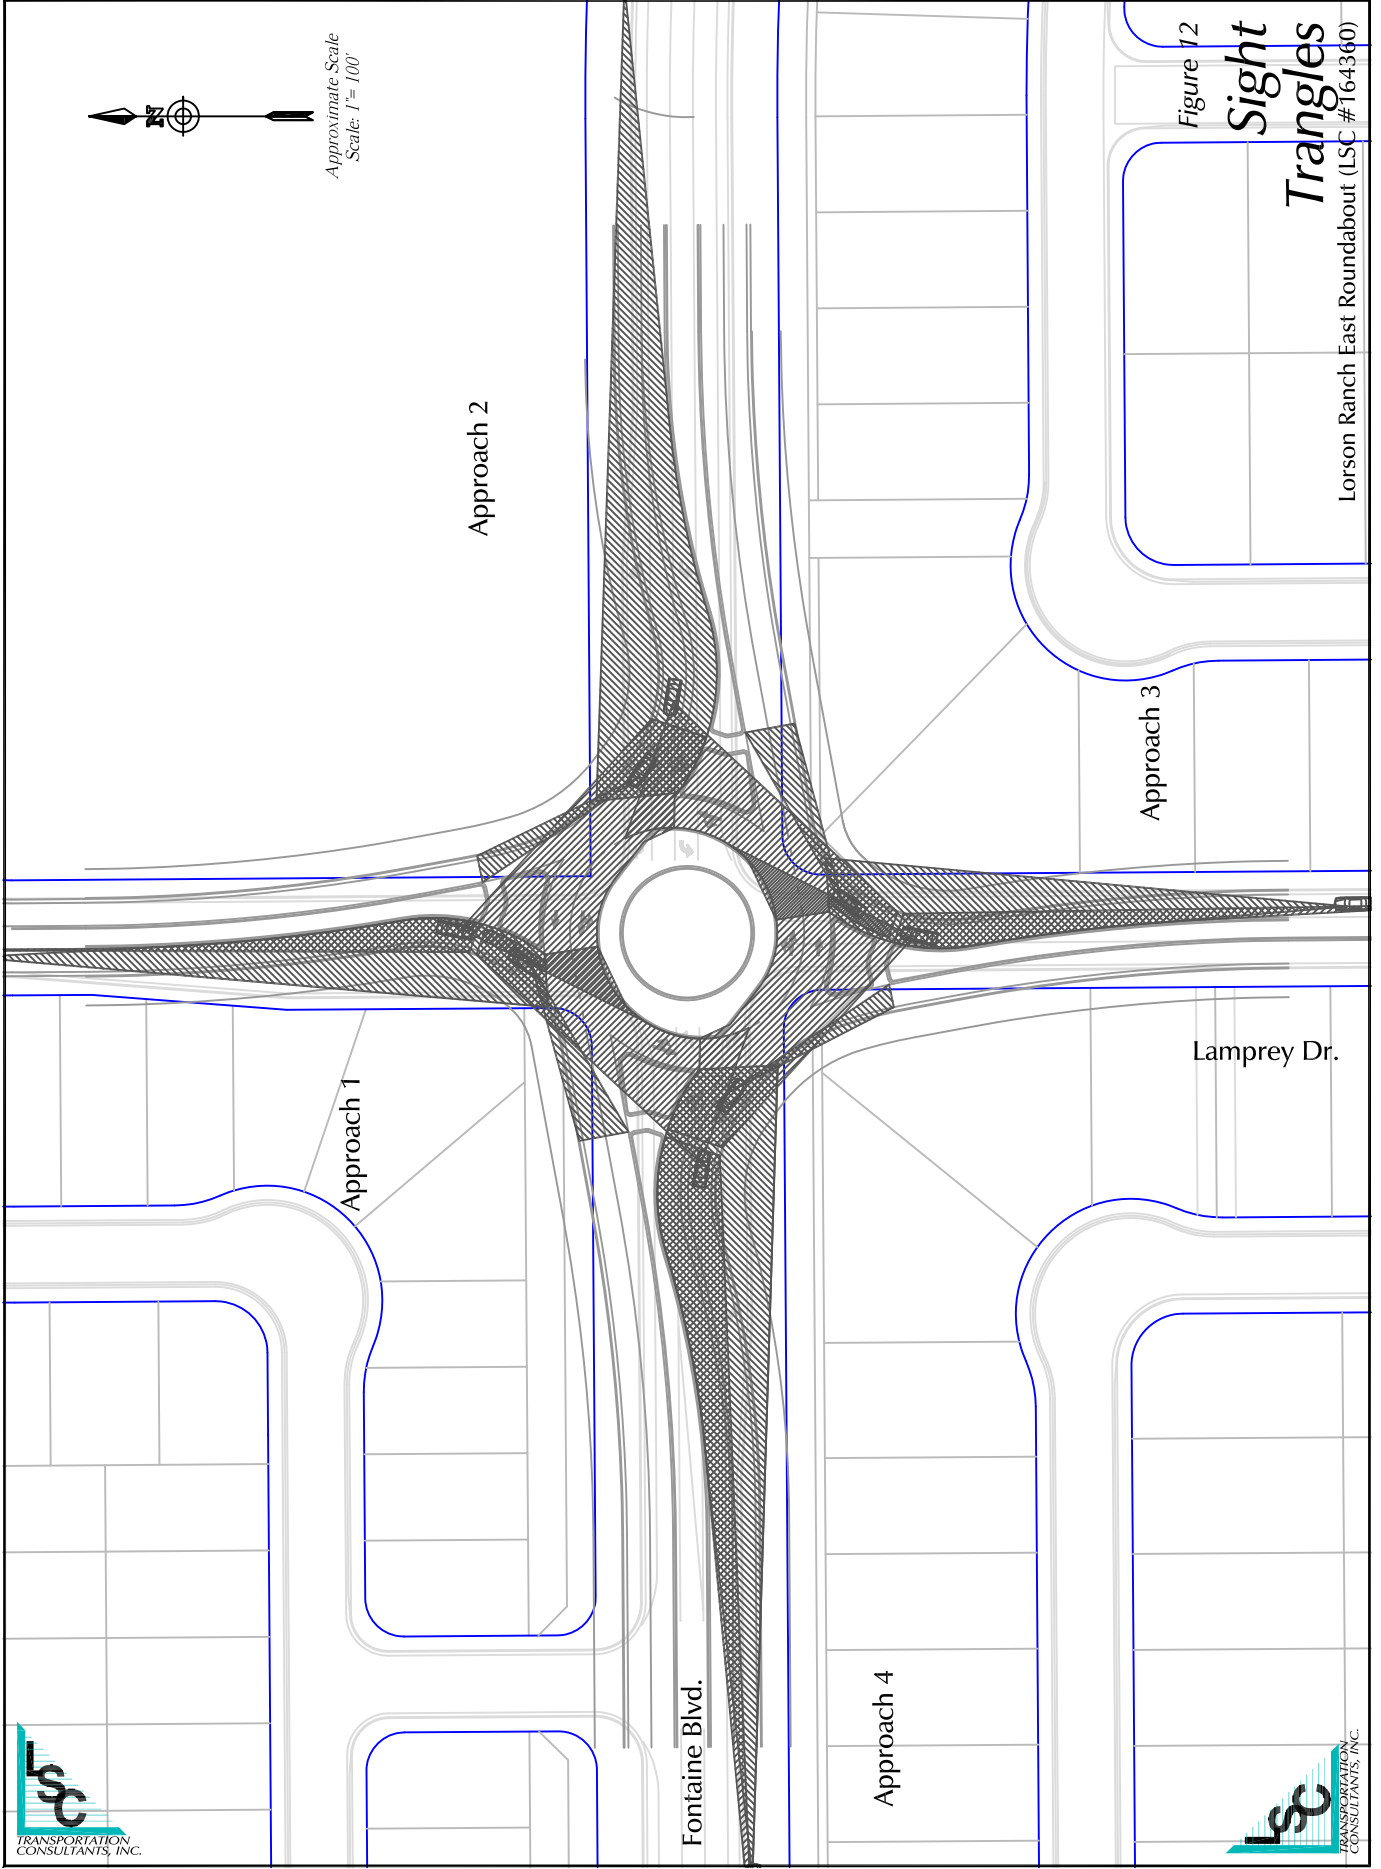 Approximate Scale
Scale: 1"= 100'
N
Approach 1
Approach 2
Approach 3
Approach 4
Fontaine Blvd.
Lamprey Dr.
Figure 12
Sight
Trangles
Lorson Ranch East Roundabout (LSC #164360)
LSC
TRANSPORTATION
CONSULTANTS, INC.
LSC
TRANSPORTATION
CONSULTANTS, INC.